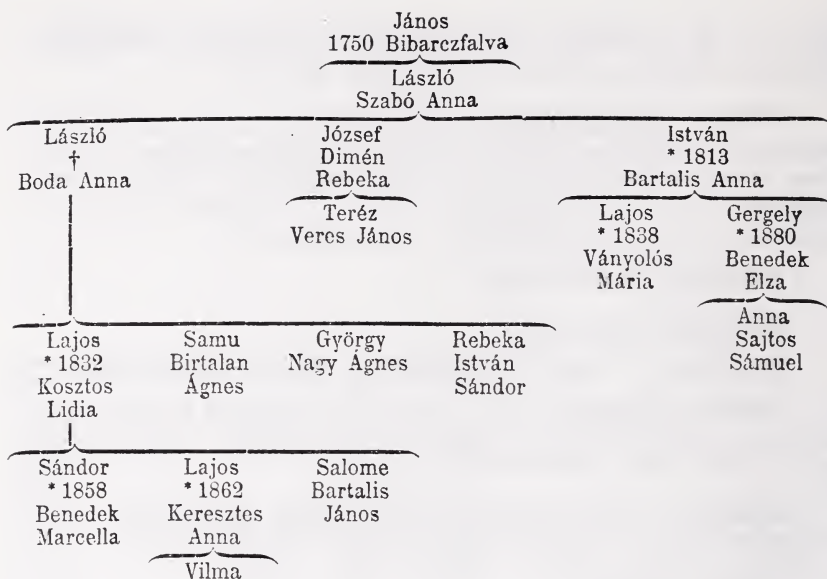 János
1750 Bibarczfalva
László
Szabó Anna
László
†
Boda Anna
József
Dimén
Rebeka
Teréz
Veres János
István
* 1813
Bartalis Anna
Lajos
* 1838
Ványolós
Mária
Gergely
* 1880
Benedek
Elza
Anna
Sajtos
Sámuel
Lajos
* 1832
Kosztos
Lidia
Samu
Birtalan
Ágnes
György
Nagy Ágnes
Rebeka
István
Sándor
Sándor
* 1858
Benedek
Marcella
Lajos
* 1862
Keresztes
Anna
Vilma
Salome
Bartalis
János